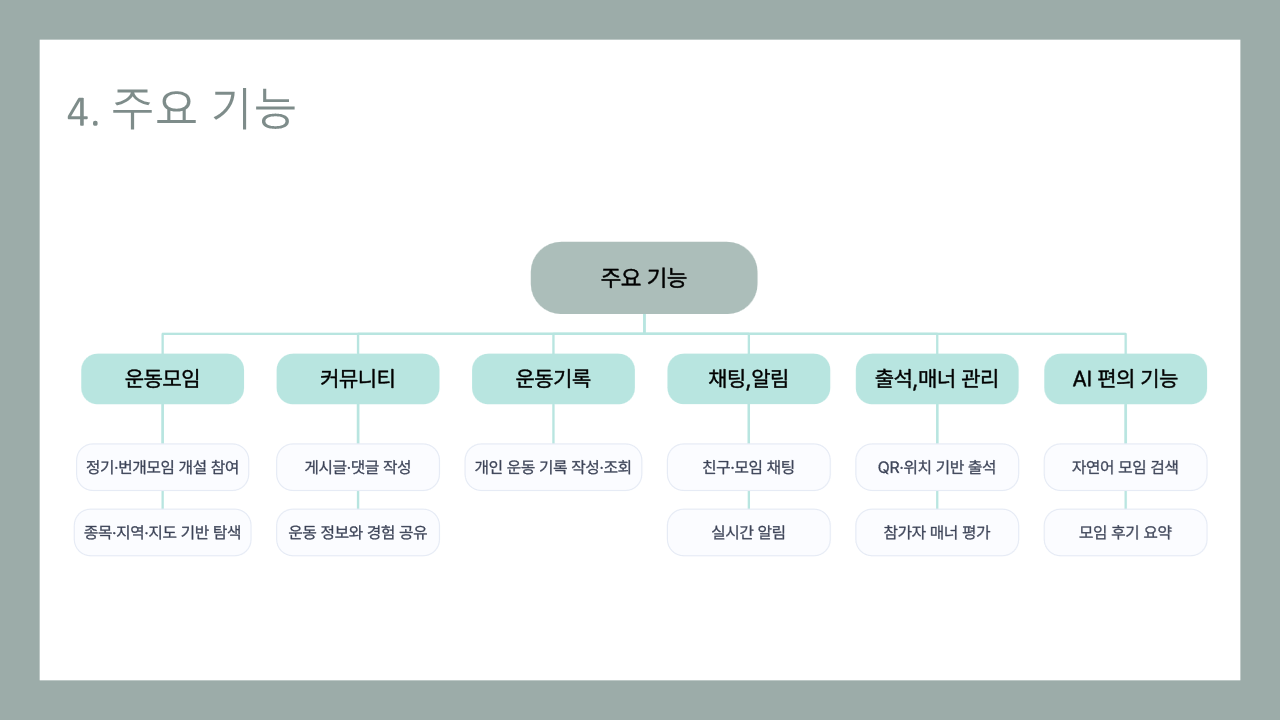 4. 주요 기능
주요 기능
운동모임
커뮤니티
운동기록
채팅,알림
출석,매너 관리
AI 편의 기능
정기·번개모임 개설 참여
게시글·댓글 작성
개인 운동 기록 작성·조회
친구·모임 채팅
QR·위치 기반 출석
자연어 모임 검색
종목·지역·지도 기반 탐색
운동 정보와 경험 공유
실시간 알림
참가자 매너 평가
모임 후기 요약